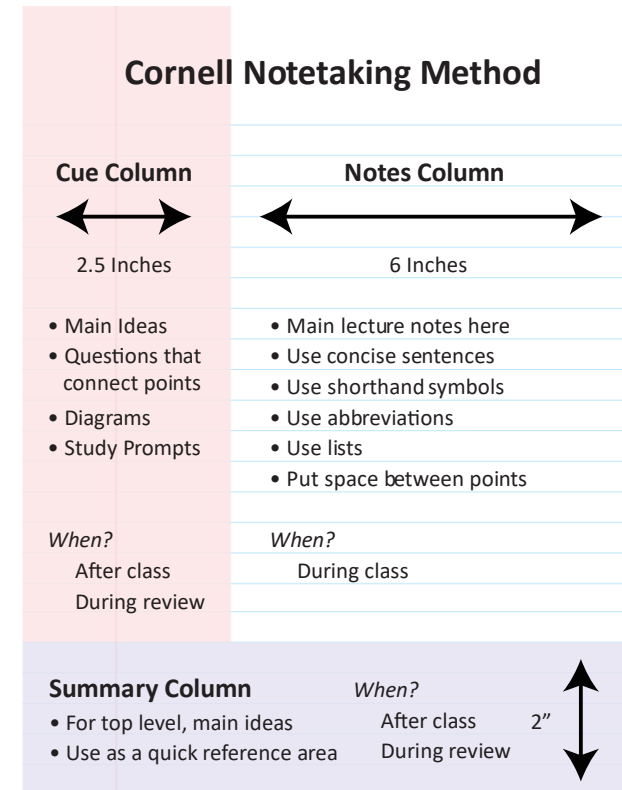 Cornell Notetaking Method
Cue Column
2.5 Inches
• Main Ideas
• Questions that
connect points
• Diagrams
• Study Prompts
When?
After class
During review
Notes Column
6 Inches
• Main lecture notes here
• Use concise sentences
• Use shorthand symbols
• Use abbreviations
• Use lists
• Put space between points
When?
During class
Summary Column
• For top level, main ideas
• Use as a quick reference area
When?
After class
During review
2”